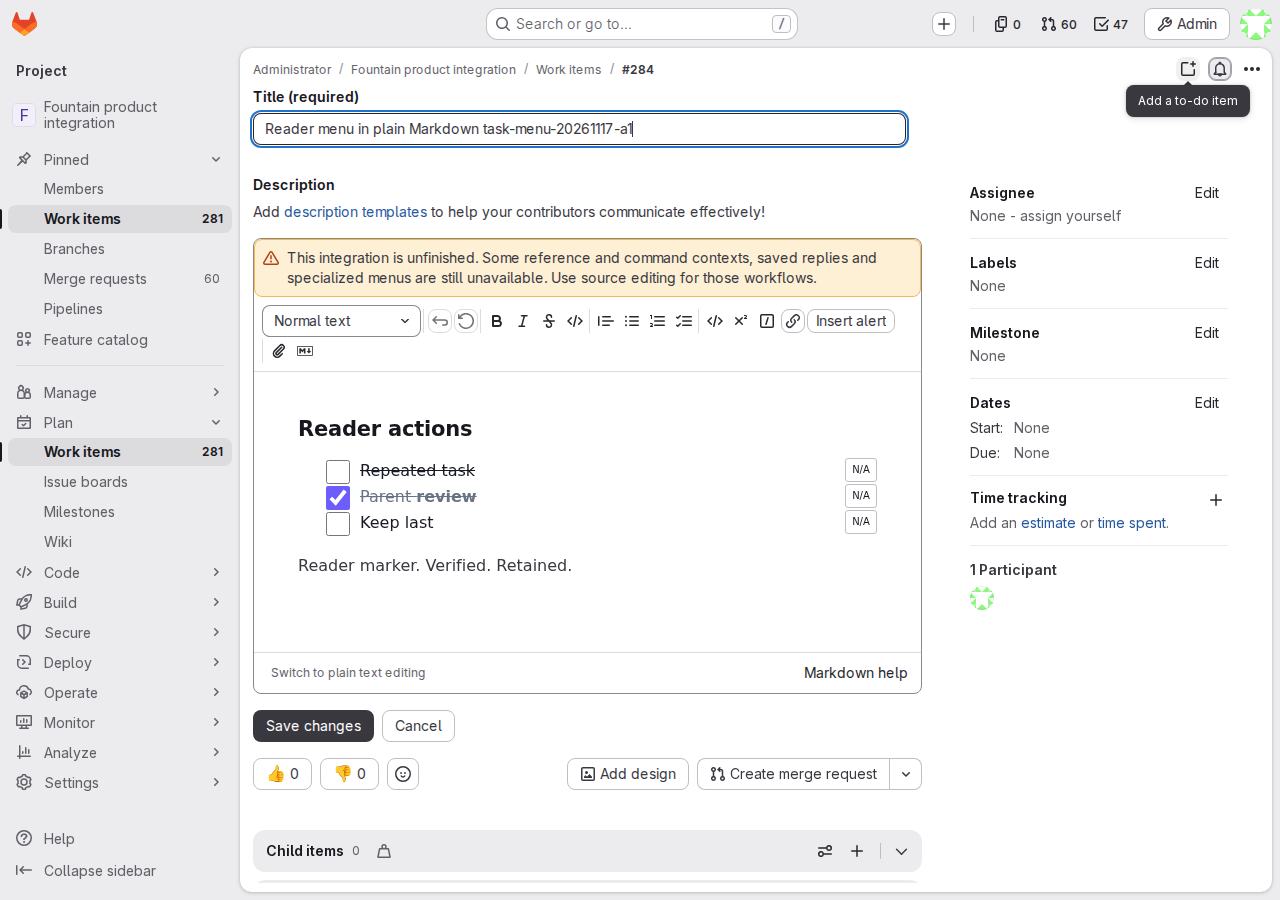 Search or go to...
/
0
60
47
Admin
Project
F
Fountain product integration
Pinned
Members
Work items
281
Branches
Merge requests
60
Pipelines
Feature catalog
Manage
Plan
Work items
281
Issue boards
Milestones
Wiki
Code
Build
Secure
Deploy
Operate
Monitor
Analyze
Settings
Help
Collapse sidebar
Administrator / Fountain product integration / Work items / #284
Add a to-do item
Title (required)
Reader menu in plain Markdown task-menu-20261117-a1
Description
Add description templates to help your contributors communicate effectively!
This integration is unfinished. Some reference and command contexts, saved replies and
specialized menus are still unavailable. Use source editing for those workflows.
Normal text
Insert alert
Reader actions
Repeated task
N/A
Parent review
N/A
Keep last
N/A
Reader marker. Verified. Retained.
Switch to plain text editing
Markdown help
Save changes
Cancel
👍 0
👎 0
Add design
Create merge request
Child items 0
Assignee
Edit
None - assign yourself
Labels
Edit
None
Milestone
Edit
None
Dates
Edit
Start: None
Due: None
Time tracking
Add an estimate or time spent.
1 Participant